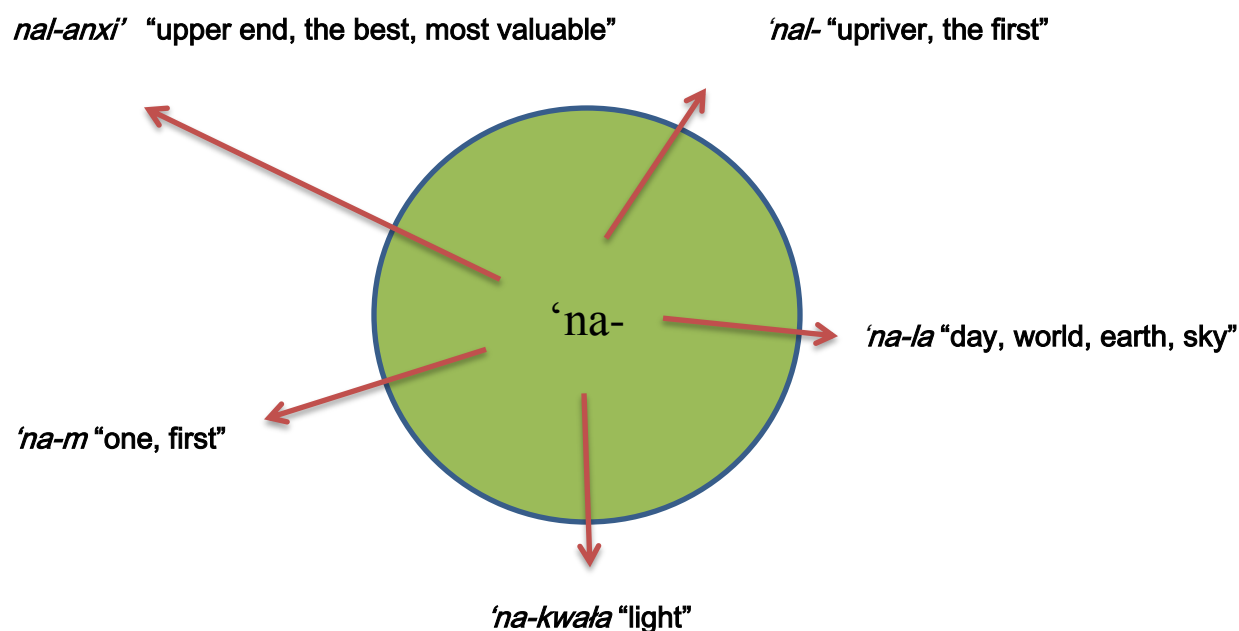 nal-anxi’ “upper end, the best, most valuable”
‘nal- “upriver, the first”
‘na-
‘na-la “day, world, earth, sky”
‘na-m “one, first”
‘na-kwała “light”